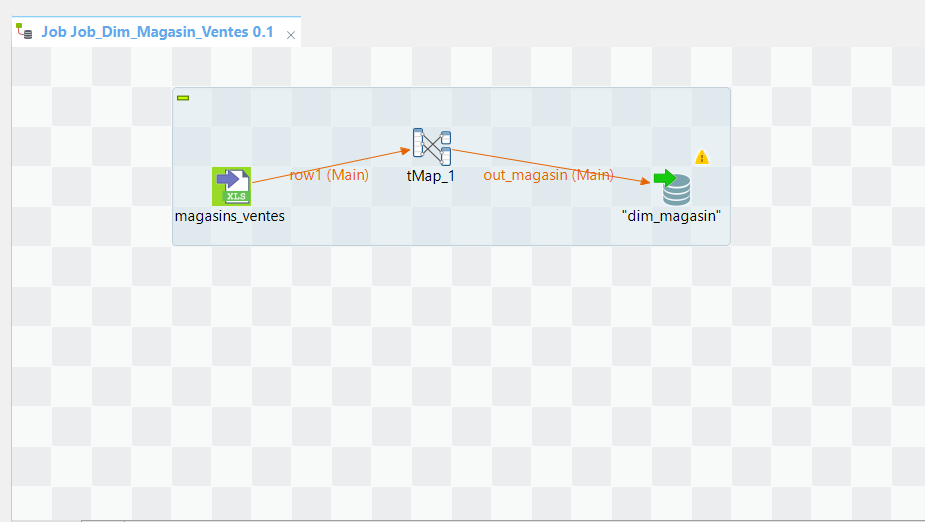 Job Job_Dim_Magasin_Ventes 0.1
row1 (Main)
tMap_1
out_magasin (Main)
XLS
magasins_ventes
"dim_magasin"